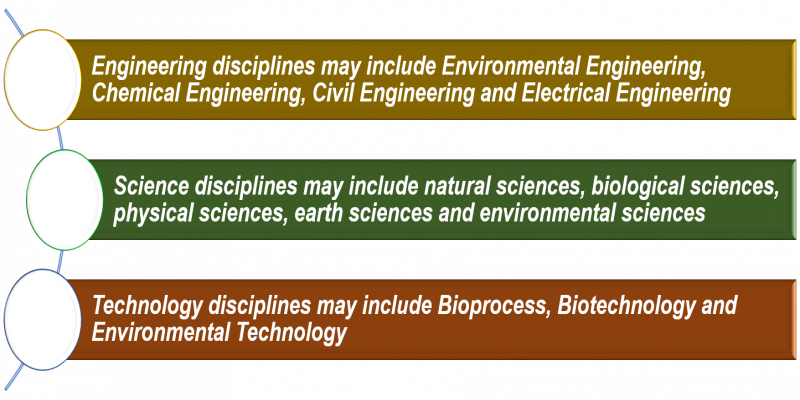 Engineering disciplines may include Environmental Engineering,
Chemical Engineering, Civil Engineering and Electrical Engineering
Science disciplines may include natural sciences, biological sciences,
physical sciences, earth sciences and environmental sciences
Technology disciplines may include Bioprocess, Biotechnology and
Environmental Technology